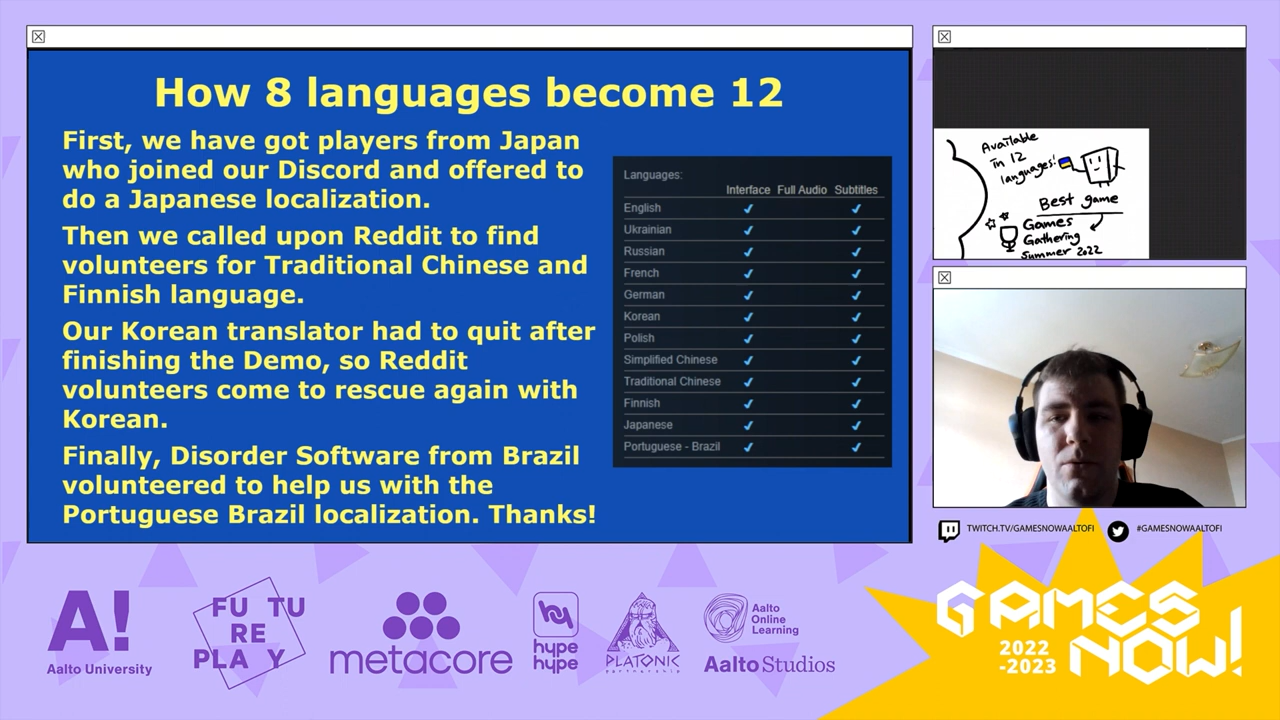 How 8 languages become 12
First, we have got players from Japan
who joined our Discord and offered to
do a Japanese localization.
Then we called upon Reddit to find
volunteers for Traditional Chinese and
Finnish language.
Our Korean translator had to quit after
finishing the Demo, so Reddit
volunteers come to rescue again with
Korean.
Finally, Disorder Software from Brazil
volunteered to help us with the
Portuguese Brazil localization. Thanks!
Languages:
Interface Full Audio Subtitles
English
Ukrainian
Russian
French
German
Korean
Polish
Simplified Chinese
Traditional Chinese
Finnish
Japanese
Portuguese - Brazil
Available
in 12
languages!
Best game
Games
Gathering
summer 2022
TWITCH.TV/GAMESNOWAALTOFI
#GAMESNOWAALTOFI
A!
Aalto University
FU TU
RE
PLA Y
metacore
hype
hype
PLATONIC
partnership
Aalto
Online
Learning
Aalto Studios
GAMES
NOW!
2022
-2023